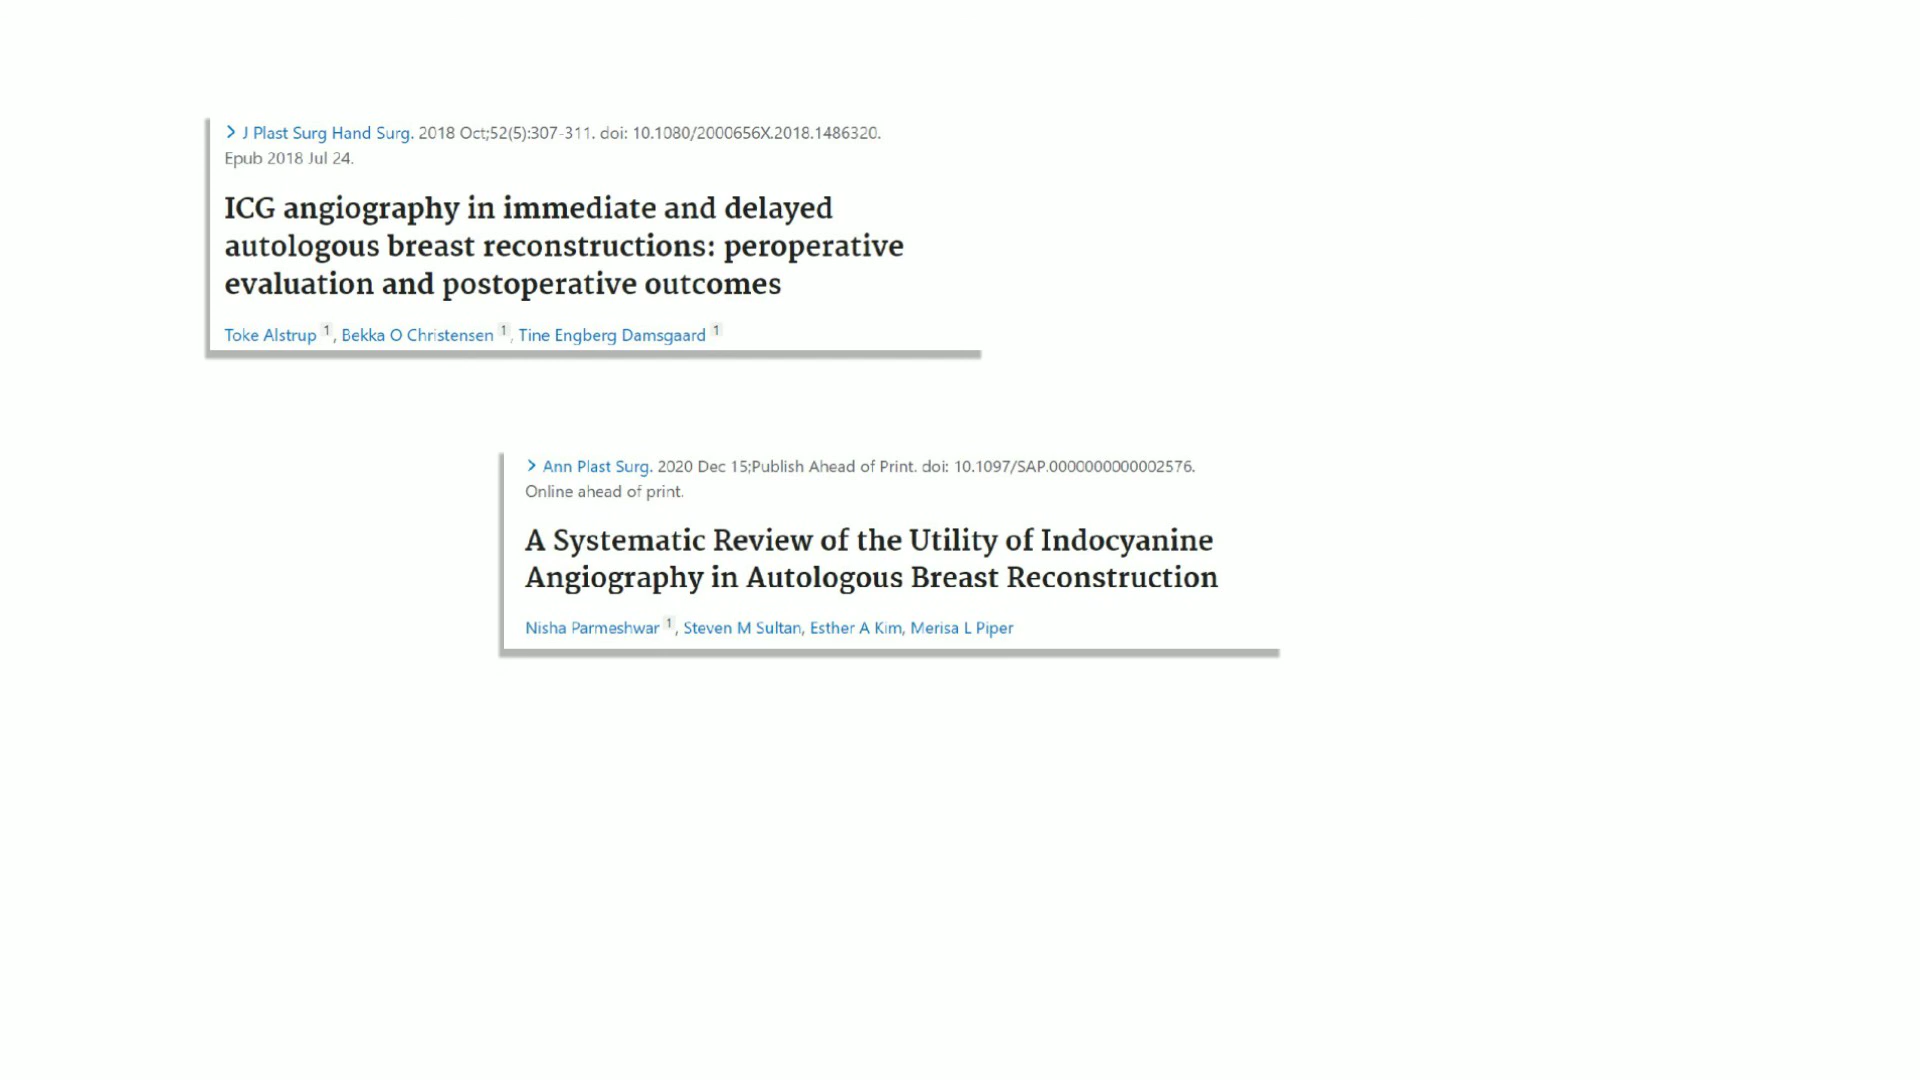 > J Plast Surg Hand Surg. 2018 Oct;52(5):307-311. doi: 10.1080/2000656X.2018.1486320.
Epub 2018 Jul 24.
ICG angiography in immediate and delayed
autologous breast reconstructions: peroperative
evaluation and postoperative outcomes
Toke Alstrup 1, Bekka O Christensen 1, Tine Engberg Damsgaard 1
> Ann Plast Surg. 2020 Dec 15;Publish Ahead of Print. doi: 10.1097/SAP.0000000000002576.
Online ahead of print.
A Systematic Review of the Utility of Indocyanine
Angiography in Autologous Breast Reconstruction
Nisha Parmeshwar 1, Steven M Sultan, Esther A Kim, Merisa L Piper